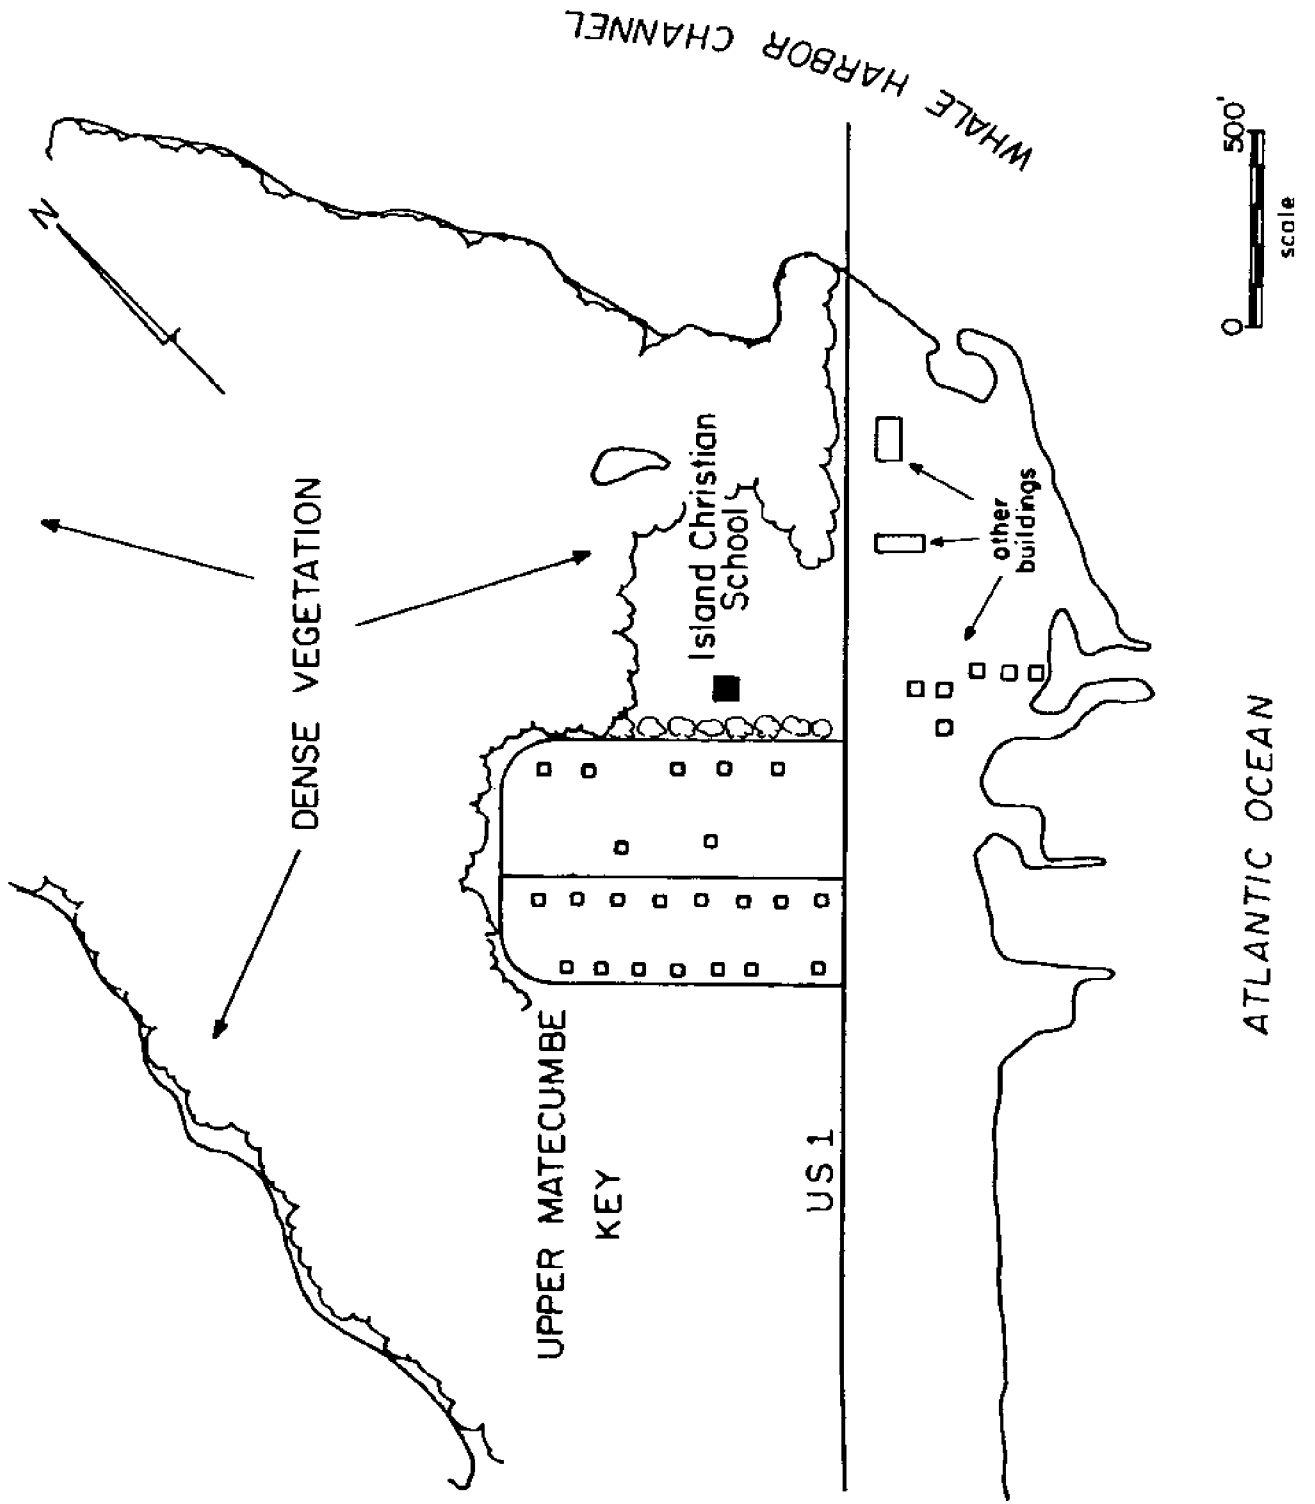 WHALE HARBOR CHANNEL
N
DENSE VEGETATION
Island Christian
School
other
buildings
UPPER MATECUMBE
KEY
US 1
ATLANTIC OCEAN
0 500'
scale